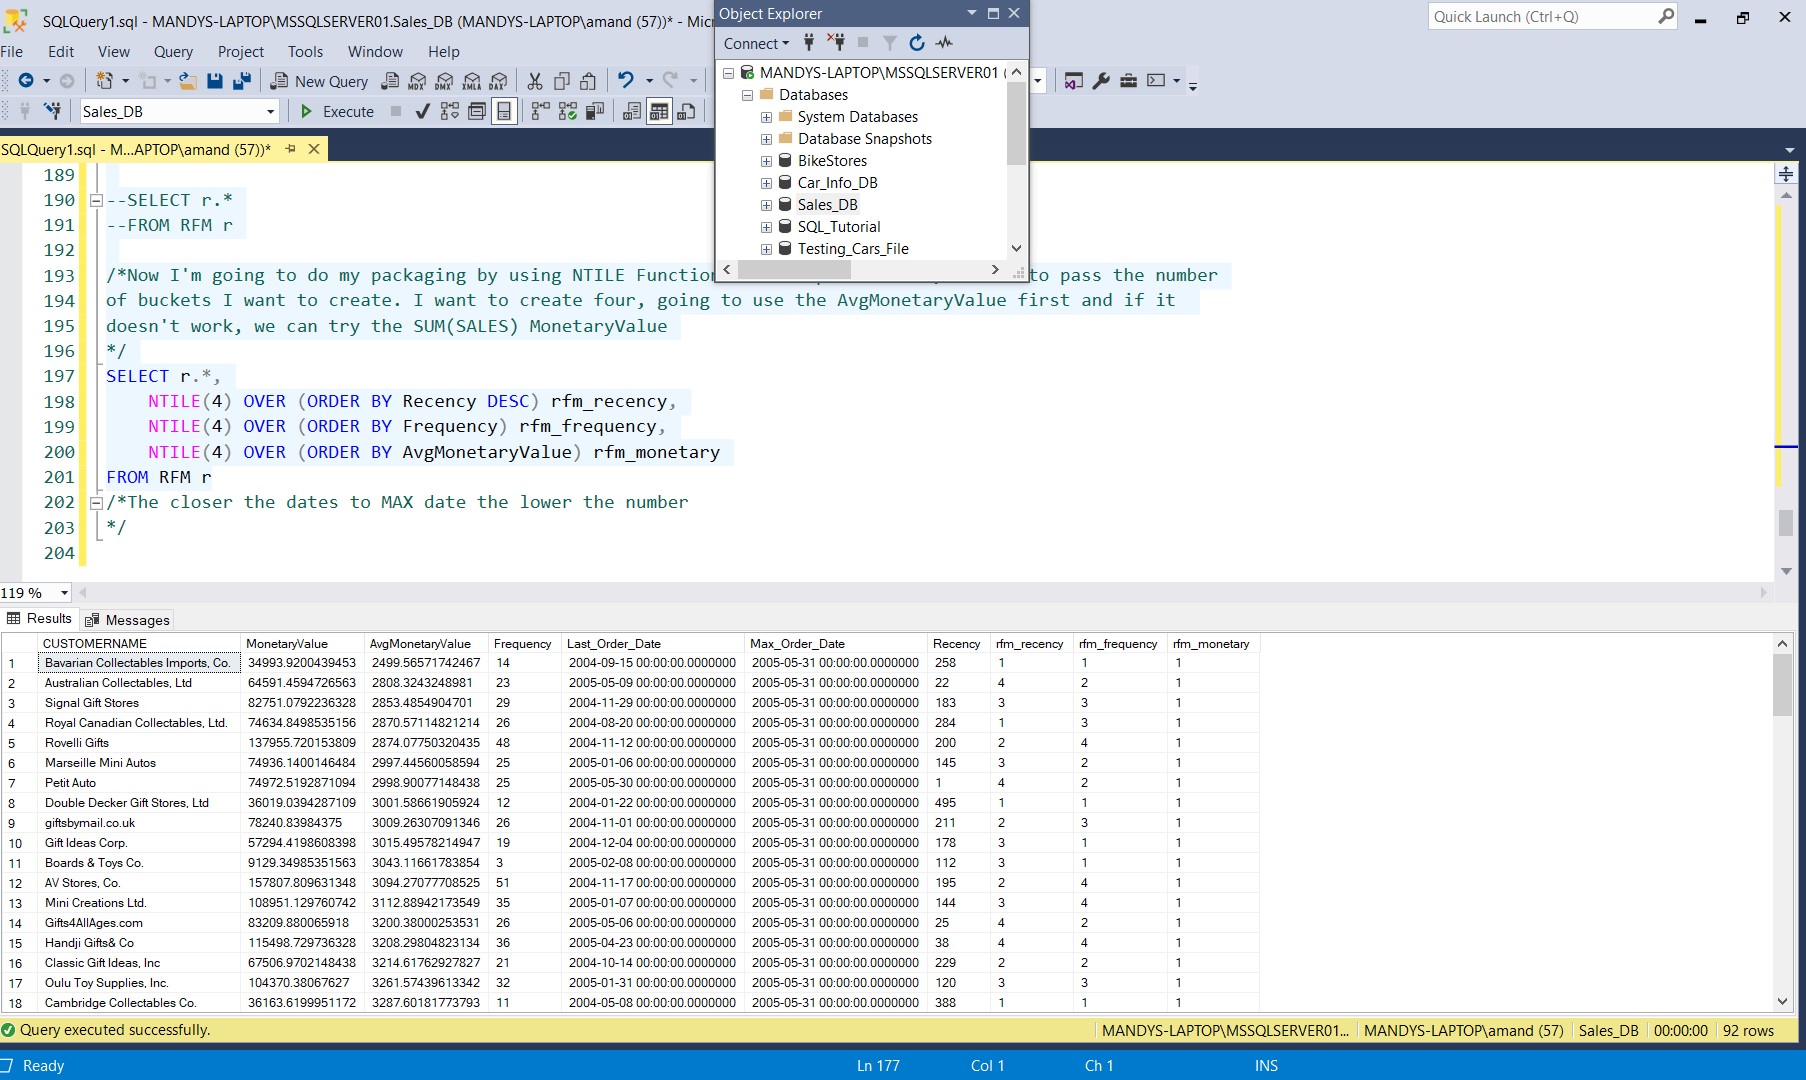 SQLQuery1.sql - MANDYS-LAPTOP\MSSQLSERVER01.Sales_DB (MANDYS-LAPTOP\amand (57))* - Mic
Quick Launch (Ctrl+Q)
File Edit View Query Project Tools Window Help
New Query MDX DMX XMLA DAX
Sales_DB Execute
Object Explorer
Connect
MANDYS-LAPTOP\MSSQLSERVER01 (
Databases
System Databases
Database Snapshots
BikeStores
Car_Info_DB
Sales_DB
SQL_Tutorial
Testing_Cars_File
SQLQuery1.sql - M...APTOP\amand (57))*
189
190 --SELECT r.*
191 --FROM RFM r
192
193 /*Now I'm going to do my packaging by using NTILE Function to pass the number
194 of buckets I want to create. I want to create four, going to use the AvgMonetaryValue first and if it
195 doesn't work, we can try the SUM(SALES) MonetaryValue
196 */
197 SELECT r.*,
198 NTILE(4) OVER (ORDER BY Recency DESC) rfm_recency,
199 NTILE(4) OVER (ORDER BY Frequency) rfm_frequency,
200 NTILE(4) OVER (ORDER BY AvgMonetaryValue) rfm_monetary
201 FROM RFM r
202 /*The closer the dates to MAX date the lower the number
203 */
204
119 %
Results Messages
CUSTOMERNAME MonetaryValue AvgMonetaryValue Frequency Last_Order_Date Max_Order_Date Recency rfm_recency rfm_frequency rfm_monetary
1 Bavarian Collectables Imports, Co. 34993.9200439453 2499.56571742467 14 2004-09-15 00:00:00.0000000 2005-05-31 00:00:00.0000000 258 1 1 1
2 Australian Collectables, Ltd 64591.4594726563 2808.3243248981 23 2005-05-09 00:00:00.0000000 2005-05-31 00:00:00.0000000 22 4 2 1
3 Signal Gift Stores 82751.0792236328 2853.4854904701 29 2004-11-29 00:00:00.0000000 2005-05-31 00:00:00.0000000 183 3 3 1
4 Royal Canadian Collectables, Ltd. 74634.8498535156 2870.57114821214 26 2004-08-20 00:00:00.0000000 2005-05-31 00:00:00.0000000 284 1 3 1
5 Rovelli Gifts 137955.720153809 2874.07750320435 48 2004-11-12 00:00:00.0000000 2005-05-31 00:00:00.0000000 200 2 4 1
6 Marseille Mini Autos 74936.1400146484 2997.44560058594 25 2005-01-06 00:00:00.0000000 2005-05-31 00:00:00.0000000 145 3 2 1
7 Petit Auto 74972.5192871094 2998.90077148438 25 2005-05-30 00:00:00.0000000 2005-05-31 00:00:00.0000000 1 4 2 1
8 Double Decker Gift Stores, Ltd 36019.0394287109 3001.58661905924 12 2004-01-22 00:00:00.0000000 2005-05-31 00:00:00.0000000 495 1 1 1
9 giftsbymail.co.uk 78240.83984375 3009.26307091346 26 2004-11-01 00:00:00.0000000 2005-05-31 00:00:00.0000000 211 2 3 1
10 Gift Ideas Corp. 57294.4198608398 3015.49578214947 19 2004-12-04 00:00:00.0000000 2005-05-31 00:00:00.0000000 178 3 1 1
11 Boards & Toys Co. 9129.34985351563 3043.11661783854 3 2005-02-08 00:00:00.0000000 2005-05-31 00:00:00.0000000 112 3 1 1
12 AV Stores, Co. 157807.809631348 3094.27077708525 51 2004-11-17 00:00:00.0000000 2005-05-31 00:00:00.0000000 195 2 4 1
13 Mini Creations Ltd. 108951.129760742 3112.88942173549 35 2005-01-07 00:00:00.0000000 2005-05-31 00:00:00.0000000 144 3 4 1
14 Gifts4AllAges.com 83209.880065918 3200.38000253531 26 2005-05-06 00:00:00.0000000 2005-05-31 00:00:00.0000000 25 4 2 1
15 Handji Gifts& Co 115498.729736328 3208.29804823134 36 2005-04-23 00:00:00.0000000 2005-05-31 00:00:00.0000000 38 4 4 1
16 Classic Gift Ideas, Inc 67506.9702148438 3214.61762927827 21 2004-10-14 00:00:00.0000000 2005-05-31 00:00:00.0000000 229 2 2 1
17 Oulu Toy Supplies, Inc. 104370.38067627 3261.57439613342 32 2005-01-31 00:00:00.0000000 2005-05-31 00:00:00.0000000 120 3 3 1
18 Cambridge Collectables Co. 36163.6199951172 3287.60181773793 11 2004-05-08 00:00:00.0000000 2005-05-31 00:00:00.0000000 388 1 1 1
Query executed successfully. MANDYS-LAPTOP\MSSQLSERVER01... MANDYS-LAPTOP\amand (57) Sales_DB 00:00:00 92 rows
Ready Ln 177 Col 1 Ch 1 INS